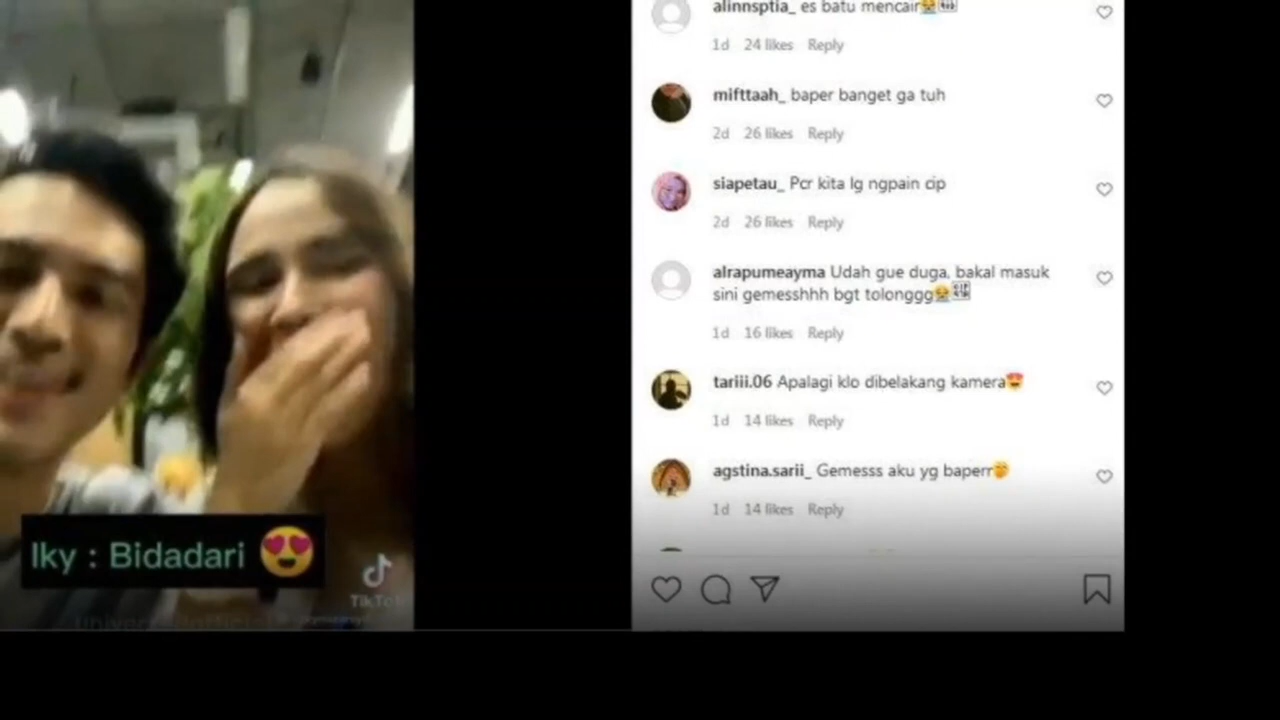 alinnsptia_ es batu mencair😭
1d 24 likes Reply
mifttaah_ baper banget ga tuh
2d 26 likes Reply
siapetau_ Pcr kita lg ngpain cip
2d 26 likes Reply
alrapumeayma Udah gue duga, bakal masuk
sini gemesshhh bgt tolonggg😭
1d 16 likes Reply
tariii.06 Apalagi klo dibelakang kamera😍
1d 14 likes Reply
agstina.sarii_ Gemesss aku yg baperr🤭
1d 14 likes Reply
Iky : Bidadari 😍
TikTok